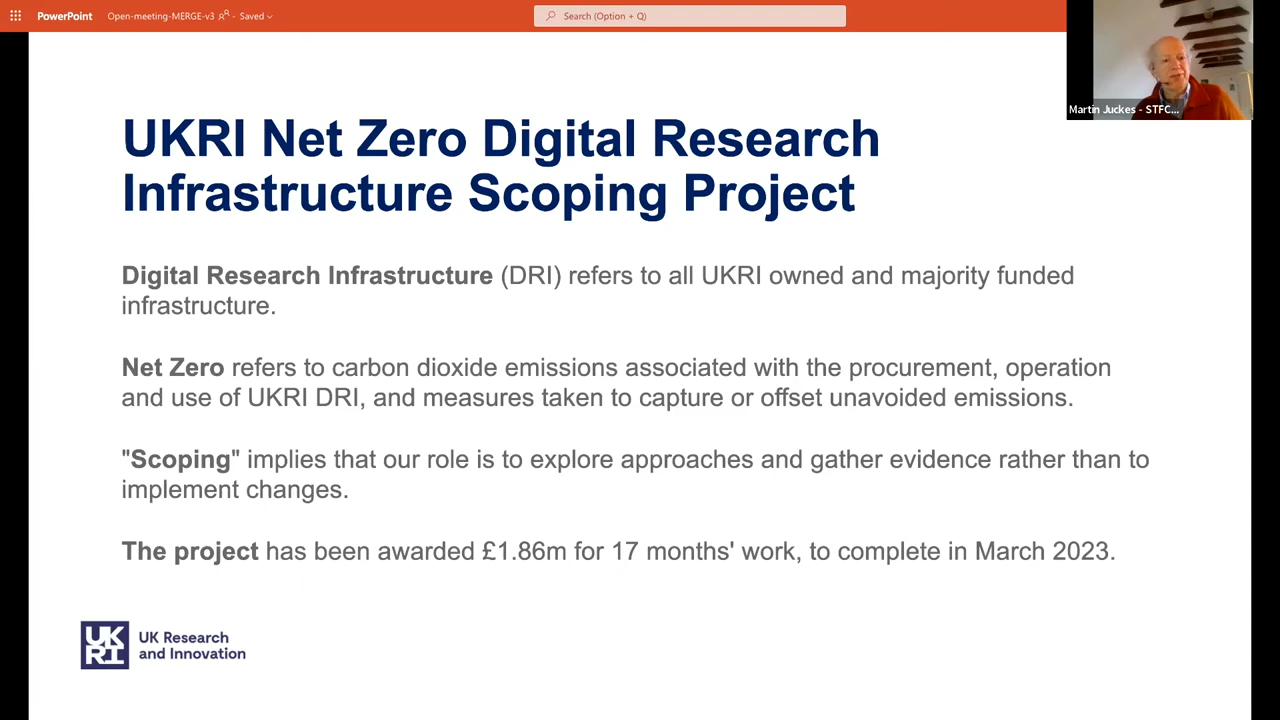 PowerPoint
Open-meeting-MERGE-v3 - Saved
Search (Option + Q)
Martin Juckes - STFC...
UKRI Net Zero Digital Research
Infrastructure Scoping Project
Digital Research Infrastructure (DRI) refers to all UKRI owned and majority funded
infrastructure.
Net Zero refers to carbon dioxide emissions associated with the procurement, operation
and use of UKRI DRI, and measures taken to capture or offset unavoided emissions.
"Scoping" implies that our role is to explore approaches and gather evidence rather than to
implement changes.
The project has been awarded £1.86m for 17 months' work, to complete in March 2023.
UK
RI
UK Research
and Innovation